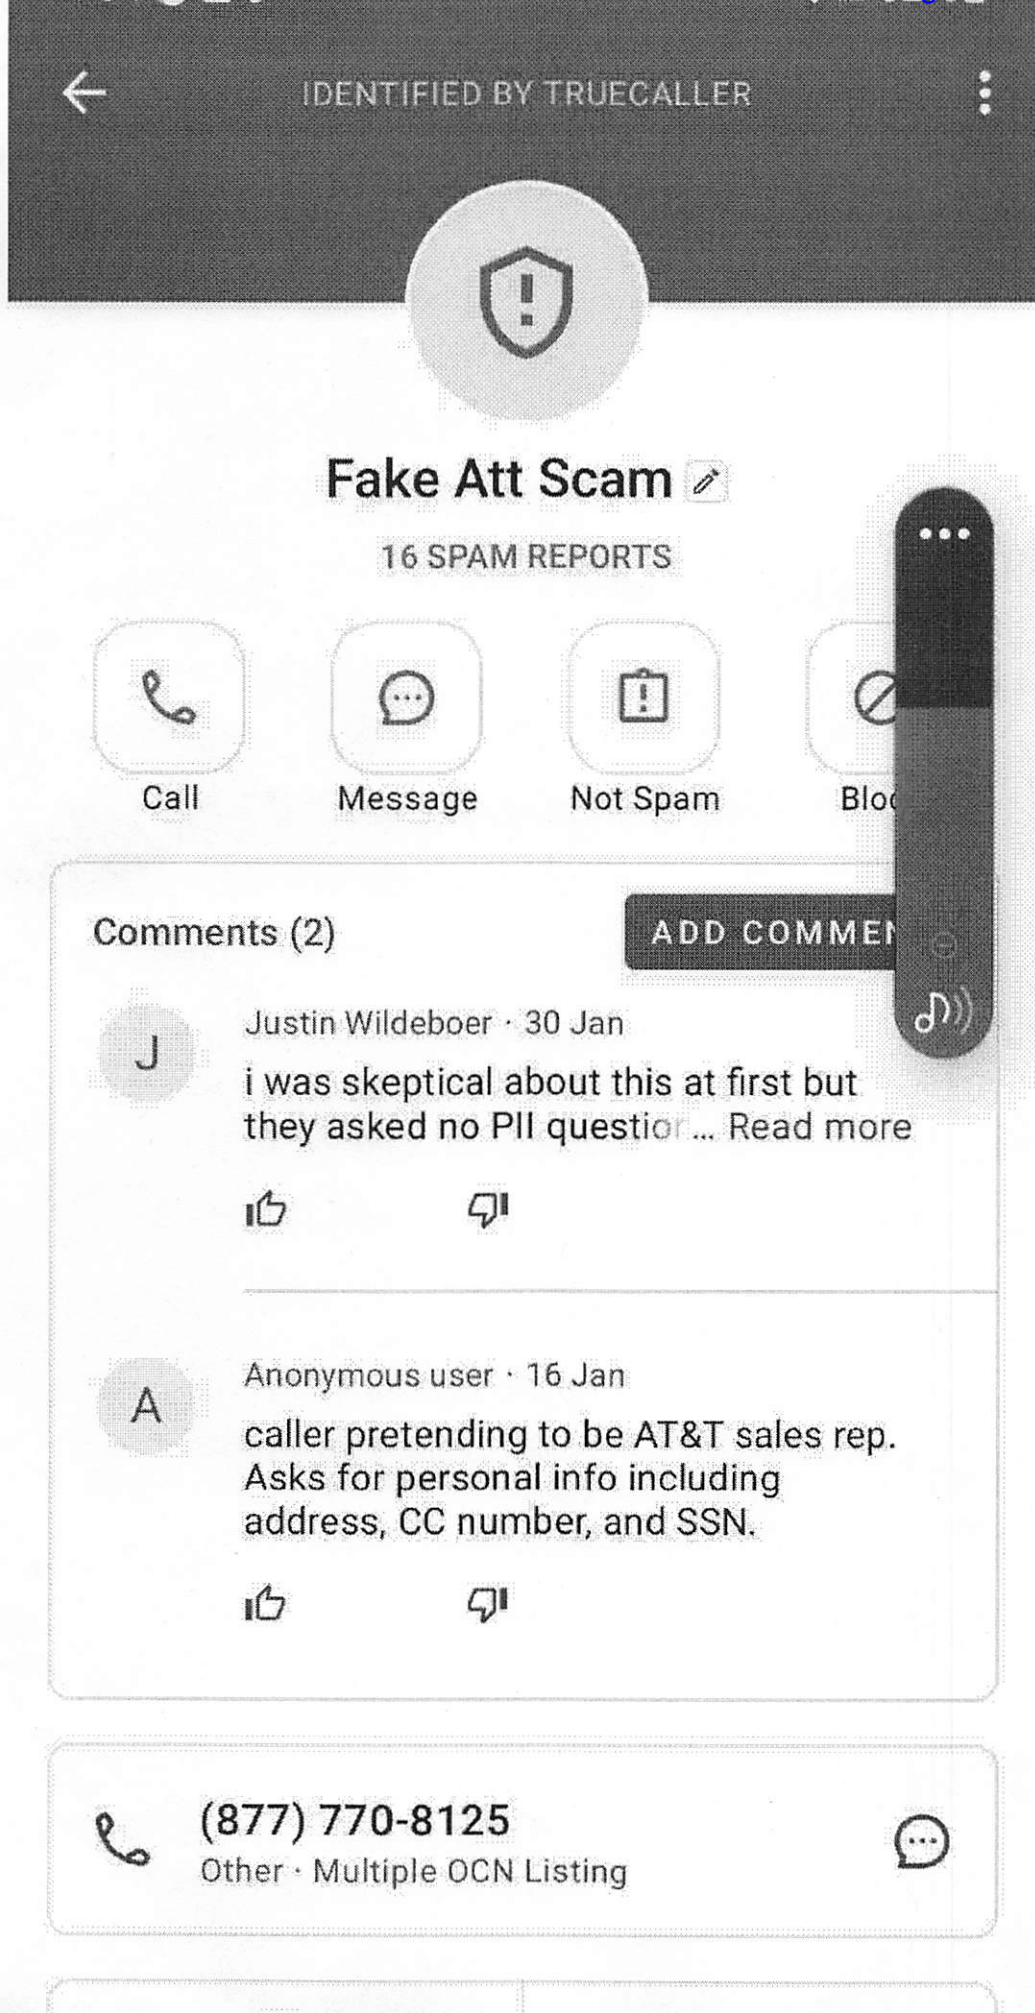 IDENTIFIED BY TRUECALLER
Fake Att Scam
16 SPAM REPORTS
Call
Message
Not Spam
Comments (2)
ADD
Justin Wildeboer · 30 Jan
i was skeptical about this at first but
they asked no PII ... Read more
Anonymous user · 16 Jan
caller pretending to be AT&T sales rep.
Asks for personal info including
address, CC number, and SSN.
(877) 770-8125
Other · Multiple OCN Listing
J
A